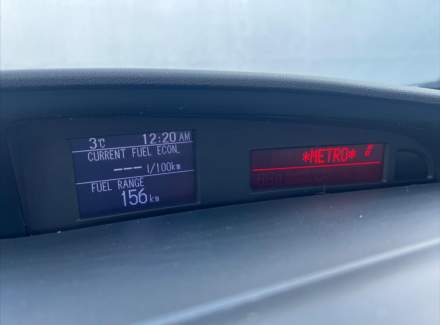 3℃ 12:20 AM
CURRENT FUEL ECON.
--- l/100km
FUEL RANGE
156 km
*METRO*